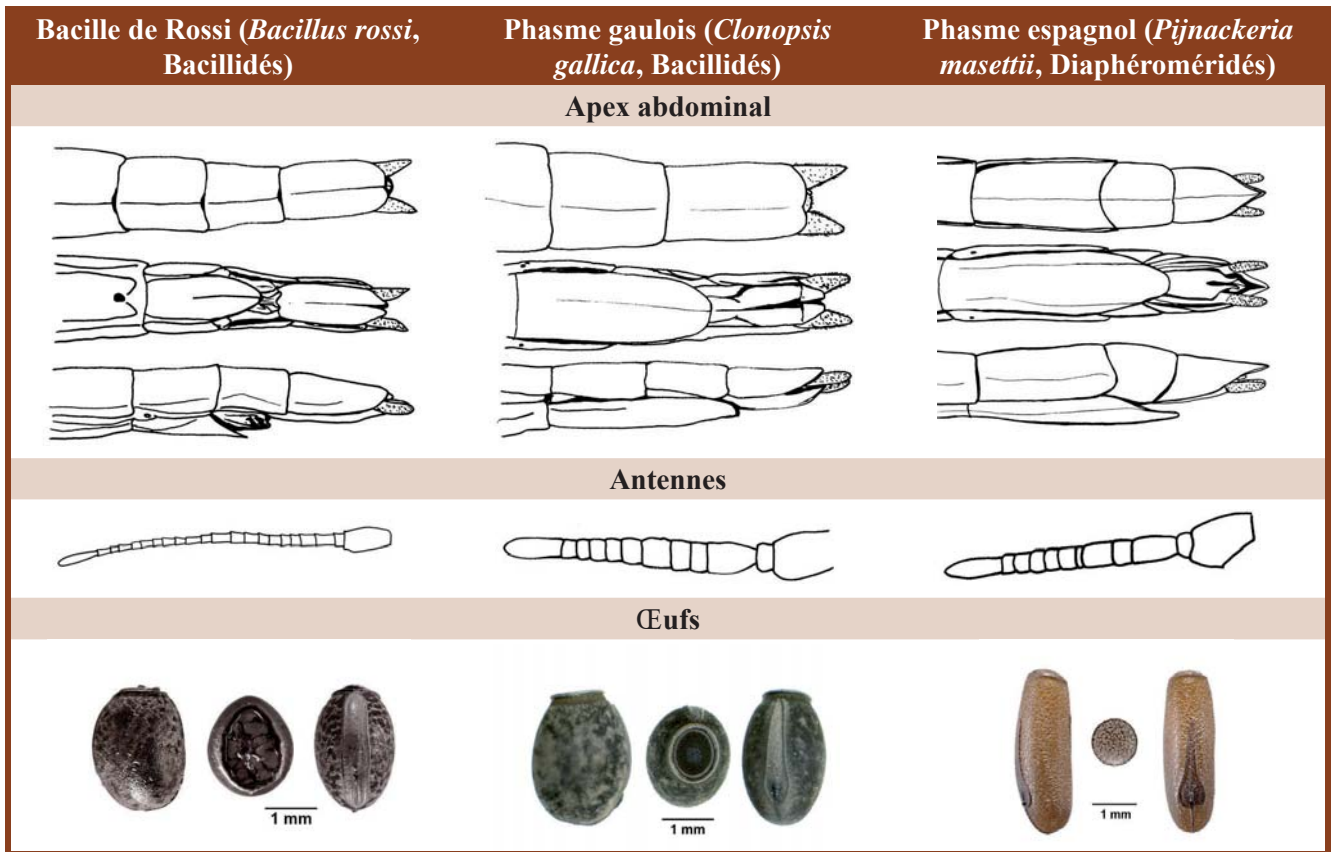 Bacille de Rossi (Bacillus rossi,
Bacillidés)
Phasme gaulois (Clonopsis
gallica, Bacillidés)
Phasme espagnol (Pijnackeria
masettii, Diaphéroméridés)
Apex abdominal
Antennes
Œufs
1 mm
1 mm
1 mm